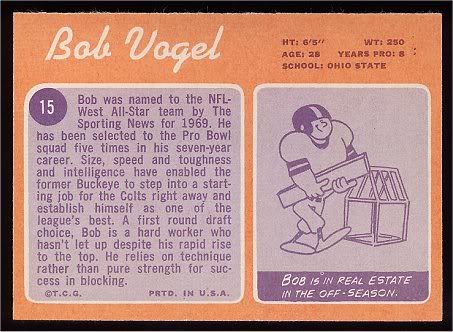 Bob Vogel
HT: 6'5" WT: 250
AGE: 28 YEARS PRO: 8
SCHOOL: OHIO STATE
15
Bob was named to the NFL-
West All-Star team by The
Sporting News for 1969. He
has been selected to the Pro Bowl
squad five times in his seven-year
career. Size, speed and toughness
and intelligence have enabled the
former Buckeye to step into a start-
ing job for the Colts right away and
establish himself as one of the
league's best. A first round draft
choice, Bob is a hard worker who
hasn't let up despite his rapid rise
to the top. He relies on technique
rather than pure strength for suc-
cess in blocking.
©T.C.G. PRTD. IN U.S.A.
BOB IS IN REAL ESTATE
IN THE OFF-SEASON.